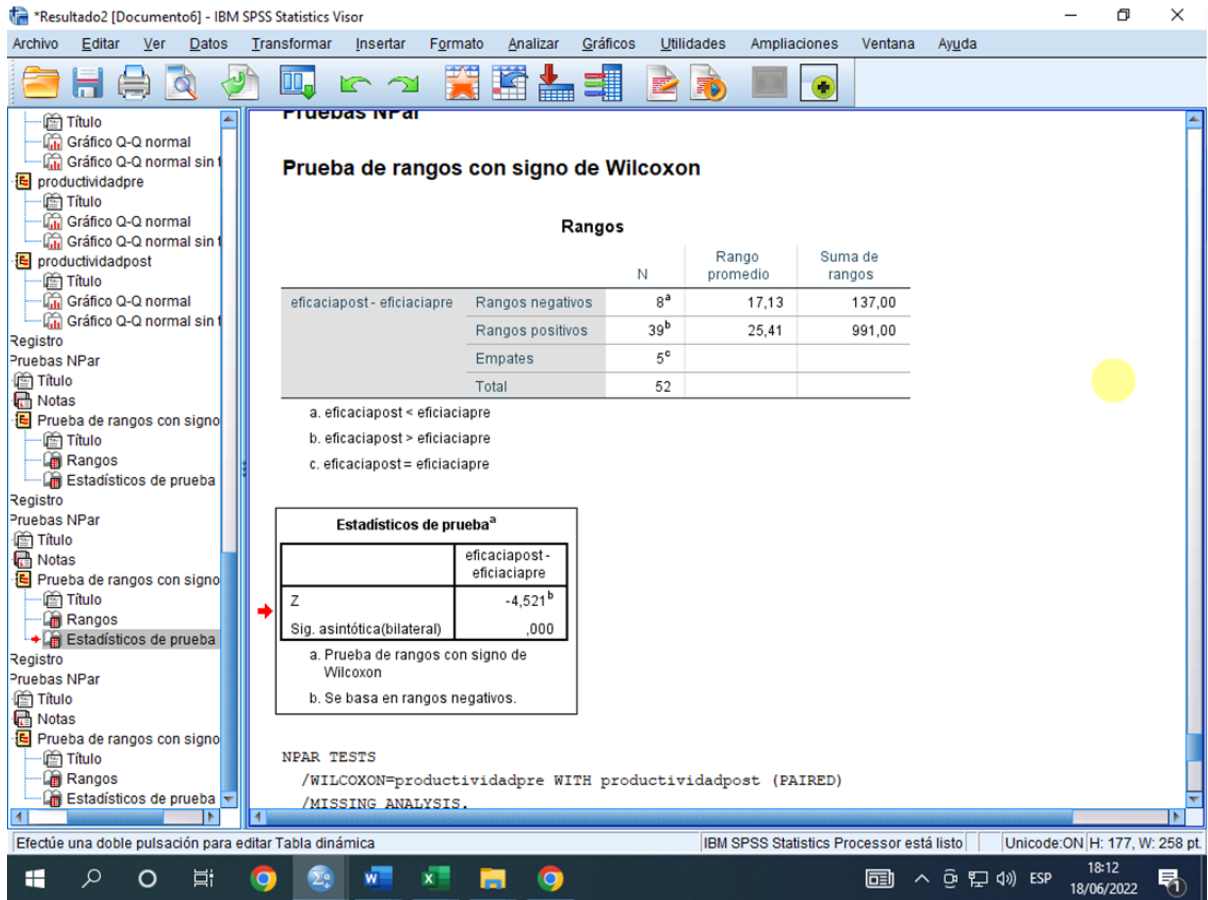 *Resultado2 [Documento6] - IBM SPSS Statistics Visor
Archivo Editar Ver Datos Transformar Insertar Formato Analizar Gráficos Utilidades Ampliaciones Ventana Ayuda
Título
Gráfico Q-Q normal
Gráfico Q-Q normal sin t
productividadpre
Título
Gráfico Q-Q normal
Gráfico Q-Q normal sin t
productividadpost
Título
Gráfico Q-Q normal
Gráfico Q-Q normal sin t
Registro
Pruebas NPar
Título
Notas
Prueba de rangos con signo
Título
Rangos
Estadísticos de prueba
Registro
Pruebas NPar
Título
Notas
Prueba de rangos con signo
Título
Rangos
Estadísticos de prueba
Registro
Pruebas NPar
Título
Notas
Prueba de rangos con signo
Título
Rangos
Estadísticos de prueba
Pruebas NPar
Prueba de rangos con signo de Wilcoxon
Rangos
N Rango promedio Suma de rangos
eficaciapost - eficiaciapre Rangos negativos 8a 17,13 137,00
Rangos positivos 39b 25,41 991,00
Empates 5c
Total 52
a. eficaciapost < eficiaciapre
b. eficaciapost > eficiaciapre
c. eficaciapost = eficiaciapre
Estadísticos de pruebaa
eficaciapost - eficiaciapre
Z -4,521b
Sig. asintótica(bilateral) ,000
a. Prueba de rangos con signo de
Wilcoxon
b. Se basa en rangos negativos.
NPAR TESTS
/WILCOXON=productividadpre WITH productividadpost (PAIRED)
/MISSING ANALYSIS.
Efectúe una doble pulsación para editar Tabla dinámica IBM SPSS Statistics Processor está listo Unicode:ON H: 177, W: 258 pt.
ESP 18:12
18/06/2022